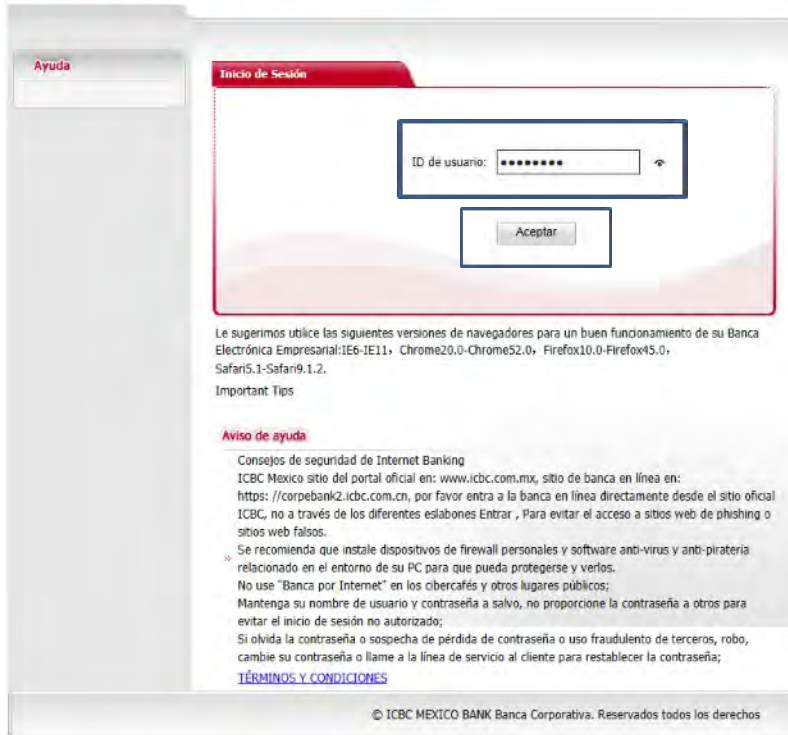 Ayuda
Inicio de Sesión
ID de usuario: ••••••••
Aceptar
Le sugerimos utilice las siguientes versiones de navegadores para un buen funcionamiento de su Banca
Electrónica Empresarial:IE6-IE11, Chrome20.0-Chrome52.0, Firefox10.0-Firefox45.0,
Safari5.1-Safari9.1.2.
Important Tips
Aviso de ayuda
Consejos de seguridad de Internet Banking
ICBC Mexico sitio del portal oficial en: www.icbc.com.mx, sitio de banca en línea en:
https: //corpebank2.icbc.com.cn, por favor entra a la banca en línea directamente desde el sitio oficial
ICBC, no a través de los diferentes eslabones Entrar , Para evitar el acceso a sitios web de phishing o
sitios web falsos.
» Se recomienda que instale dispositivos de firewall personales y software anti-virus y anti-piratería
relacionado en el entorno de su PC para que pueda protegerse y verlos.
No use "Banca por Internet" en los cibercafés y otros lugares públicos;
Mantenga su nombre de usuario y contraseña a salvo, no proporcione la contraseña a otros para
evitar el inicio de sesión no autorizado;
Si olvida la contraseña o sospecha de pérdida de contraseña o uso fraudulento de terceros, robo,
cambie su contraseña o llame a la línea de servicio al cliente para restablecer la contraseña;
TÉRMINOS Y CONDICIONES
© ICBC MEXICO BANK Banca Corporativa. Reservados todos los derechos